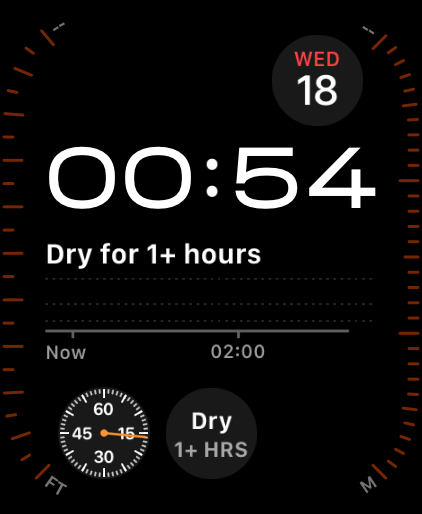 --
--
WED
18
00:54
Dry for 1+ hours
Now 02:00
60
45 15
30
Dry
1+ HRS
FT
M